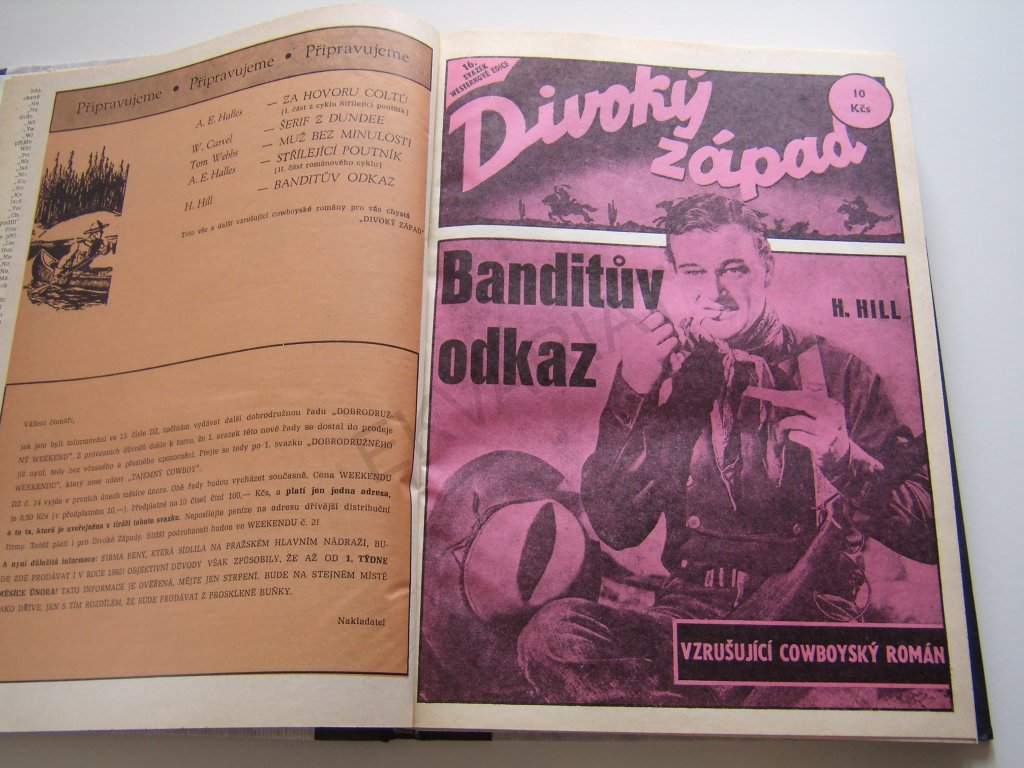 Připravujeme • Připravujeme • Připravujeme
A. E. Halles — ZA HOVORU COLTŮ
(I. část z cyklu Střílející poutník)
W. Carvel — ŠERIF Z DUNDEE
Tom Webbs — MUŽ BEZ MINULOSTI
A. E. Halles — STŘÍLEJÍCÍ POUTNÍK
(II. část románového cyklu)
H. Hill — BANDITŮV ODKAZ
Toto vše a další vzrušující cowboyské romány pro vás chystá
„DIVOKÝ ZÁPAD“
Vážení čtenáři,
jak jste byli informováni ve 13. čísle DZ, začínám vydávat další dobrodružnou řadu „DOBRODRUŽ-
NÝ WEEKEND“. Z provozních důvodů došlo k tomu, že 1. svazek této nové řady se dostal do prodeje
již nyní, tedy bez včasného a přesného upozornění. Ptejte se tedy po 1. svazku „DOBRODRUŽNÉHO
WEEKENDU“, který nese název „TAJEMNÝ COWBOY“.
DZ č. 14 vyjde v prvních dnech měsíce února. Obě řady budou vycházet současně. Cena WEEKENDU
je 8,50 Kčs (v předplatném 10,—). Předplatné na 10 čísel činí 100,— Kčs, a platí jen jedna adresa,
a to ta, která je uveřejněna v tiráži tohoto svazku. Neposílejte peníze na adresu dřívější distribuční
firmy. Totéž platí i pro Divoké Západy. Bližší podrobnosti budou ve WEEKENDU č. 2!
A nyní důležitá informace: FIRMA BENY, KTERÁ SÍDLILA NA PRAŽSKÉM HLAVNÍM NÁDRAŽÍ, BU-
DE ZDE PRODÁVAT I V ROCE 1992! OBJEKTIVNÍ DŮVODY VŠAK ZPŮSOBILY, ŽE AŽ OD 1. TÝDNE
MĚSÍCE ÚNORA! TATO INFORMACE JE OVĚŘENÁ, MĚJTE JEN STRPENÍ. BUDE NA STEJNÉM MÍSTĚ
JAKO DŘÍVE, JEN S TÍM ROZDÍLEM, ŽE BUDE PRODÁVAT Z PROSKLENÉ BUŇKY.
Nakladatel
16.
SVAZEK
WESTERNOVÉ EDICE
10
Kčs
Divoký
západ
Banditův
odkaz
H. HILL
VZRUŠUJÍCÍ COWBOYSKÝ ROMÁN